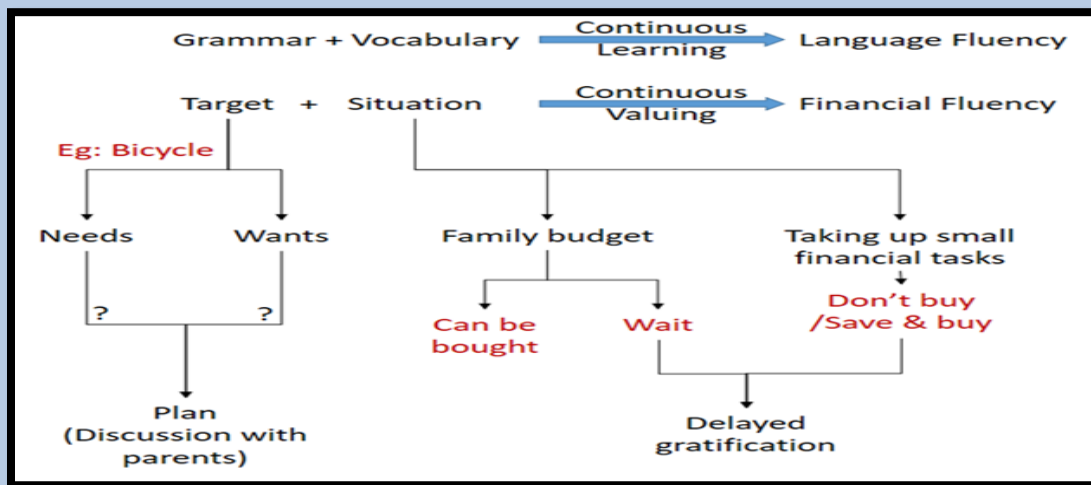 Grammar + Vocabulary Continuous Learning Language Fluency
Target + Situation Continuous Valuing Financial Fluency
Eg: Bicycle
Needs Wants Family budget Taking up small
financial tasks
? ? Can be
bought Wait Don't buy
/Save & buy
Plan
(Discussion with
parents)
Delayed
gratification